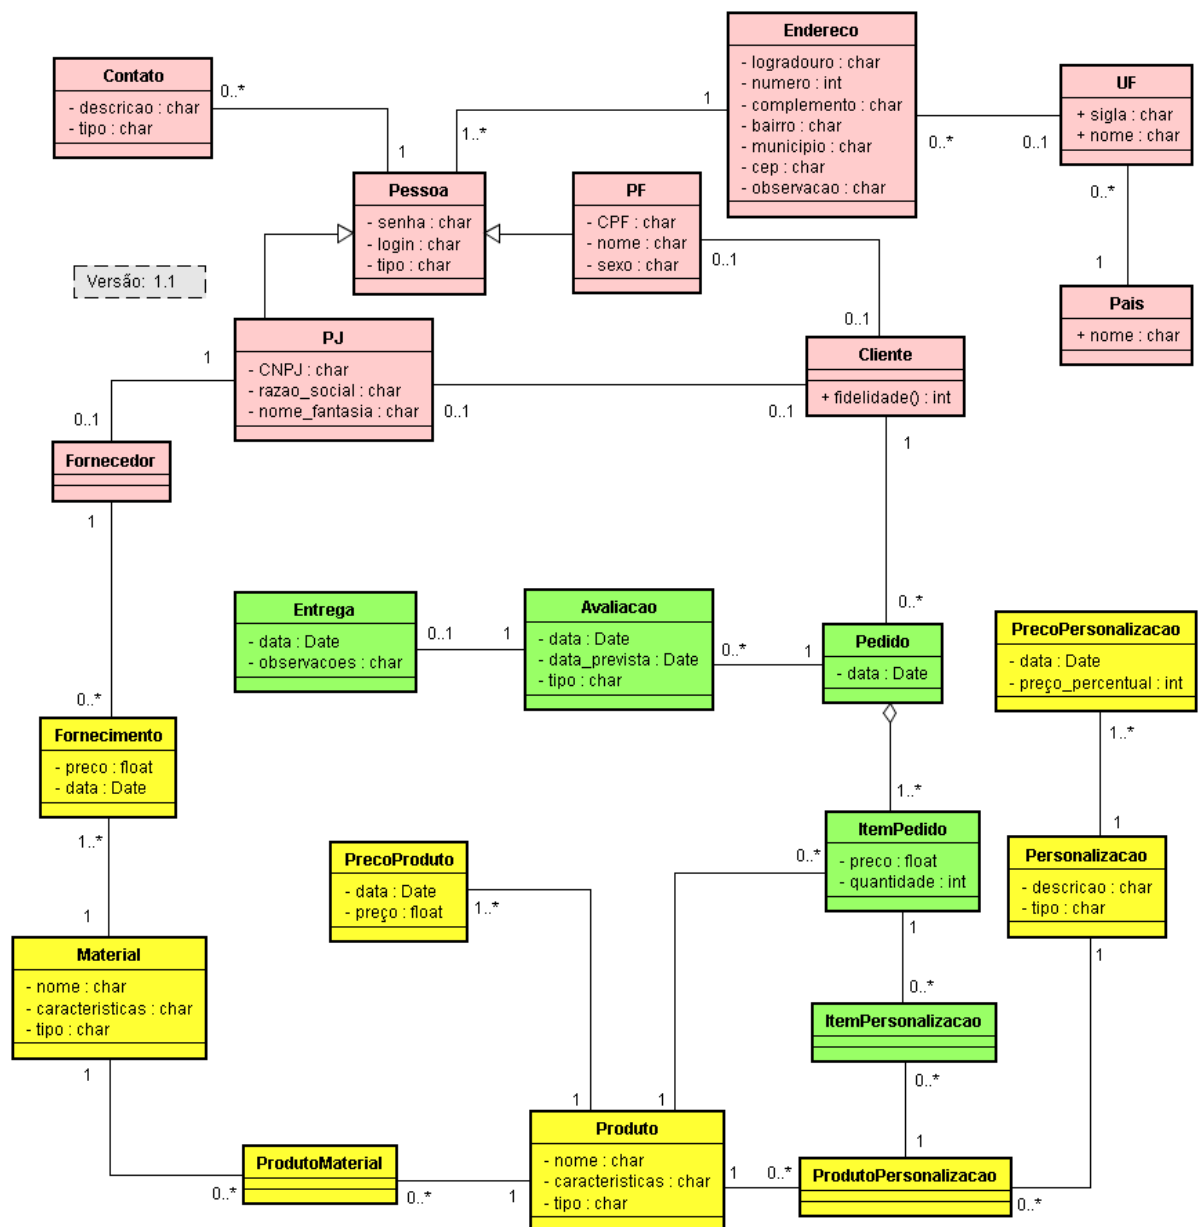 Contato
- descricao : char
- tipo : char
0..*
1
Endereco
- logradouro : char
- numero : int
- complemento : char
- bairro : char
- municipio : char
- cep : char
- observacao : char
1
1..*
0..*
0..1
UF
+ sigla : char
+ nome : char
0..*
1
Pais
+ nome : char
Pessoa
- senha : char
- login : char
- tipo : char
PF
- CPF : char
- nome : char
- sexo : char
0..1
0..1
Versão: 1.1
PJ
- CNPJ : char
- razao_social : char
- nome_fantasia : char
1
0..1
0..1
0..1
Cliente
+ fidelidade() : int
1
0..*
Fornecedor
1
0..*
Entrega
- data : Date
- observacoes : char
0..1
1
Avaliacao
- data : Date
- data_prevista : Date
- tipo : char
0..*
1
Pedido
- data : Date
1..*
PrecoPersonalizacao
- data : Date
- preço_percentual : int
1..*
1
Fornecimento
- preco : float
- data : Date
1..*
1
PrecoProduto
- data : Date
- preço : float
1..*
1
ItemPedido
- preco : float
- quantidade : int
0..*
1
1
0..*
Personalizacao
- descricao : char
- tipo : char
1
0..*
Material
- nome : char
- caracteristicas : char
- tipo : char
1
0..*
ItemPersonalizacao
0..*
1
ProdutoMaterial
0..*
1
Produto
- nome : char
- caracteristicas : char
- tipo : char
1
0..*
ProdutoPersonalizacao